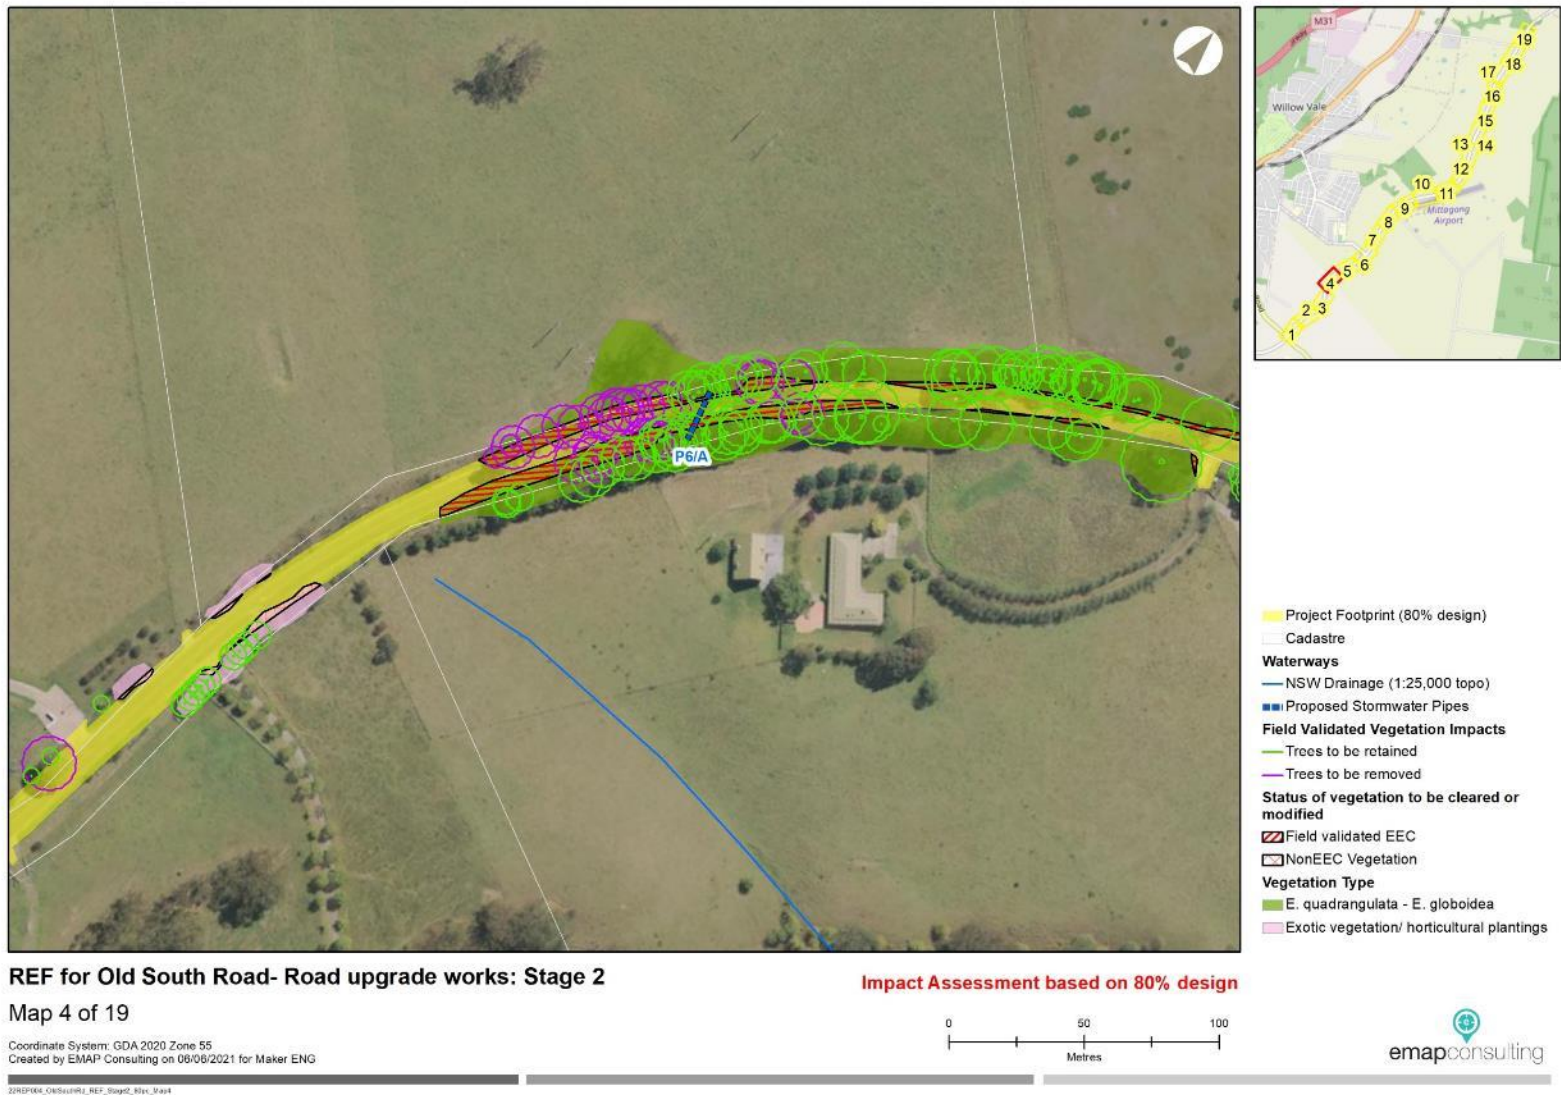 P6/A
M31
Willow Vale
Mittagong
Airport
19
18
17
16
15
14
13
12
11
10
9
8
7
6
5
4
3
2
1
Project Footprint (80% design)
Cadastre
Waterways
NSW Drainage (1:25,000 topo)
Proposed Stormwater Pipes
Field Validated Vegetation Impacts
Trees to be retained
Trees to be removed
Status of vegetation to be cleared or
modified
Field validated EEC
NonEEC Vegetation
Vegetation Type
E. quadrangulata - E. globoidea
Exotic vegetation/ horticultural plantings
REF for Old South Road- Road upgrade works: Stage 2
Impact Assessment based on 80% design
Map 4 of 19
0 50 100
Metres
Coordinate System: GDA 2020 Zone 55
Created by EMAP Consulting on 06/06/2021 for Maker ENG
emapconsulting